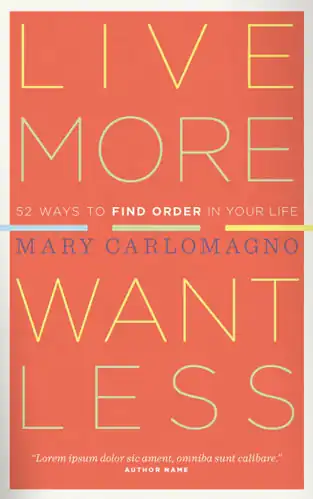 LIVE
MORE
52 WAYS TO FIND ORDER IN YOUR LIFE
MARY CARLOMAGNO
WANT
LESS
“Lorem ipsum dolor sic ament, omniba sunt calibare.”
AUTHOR NAME